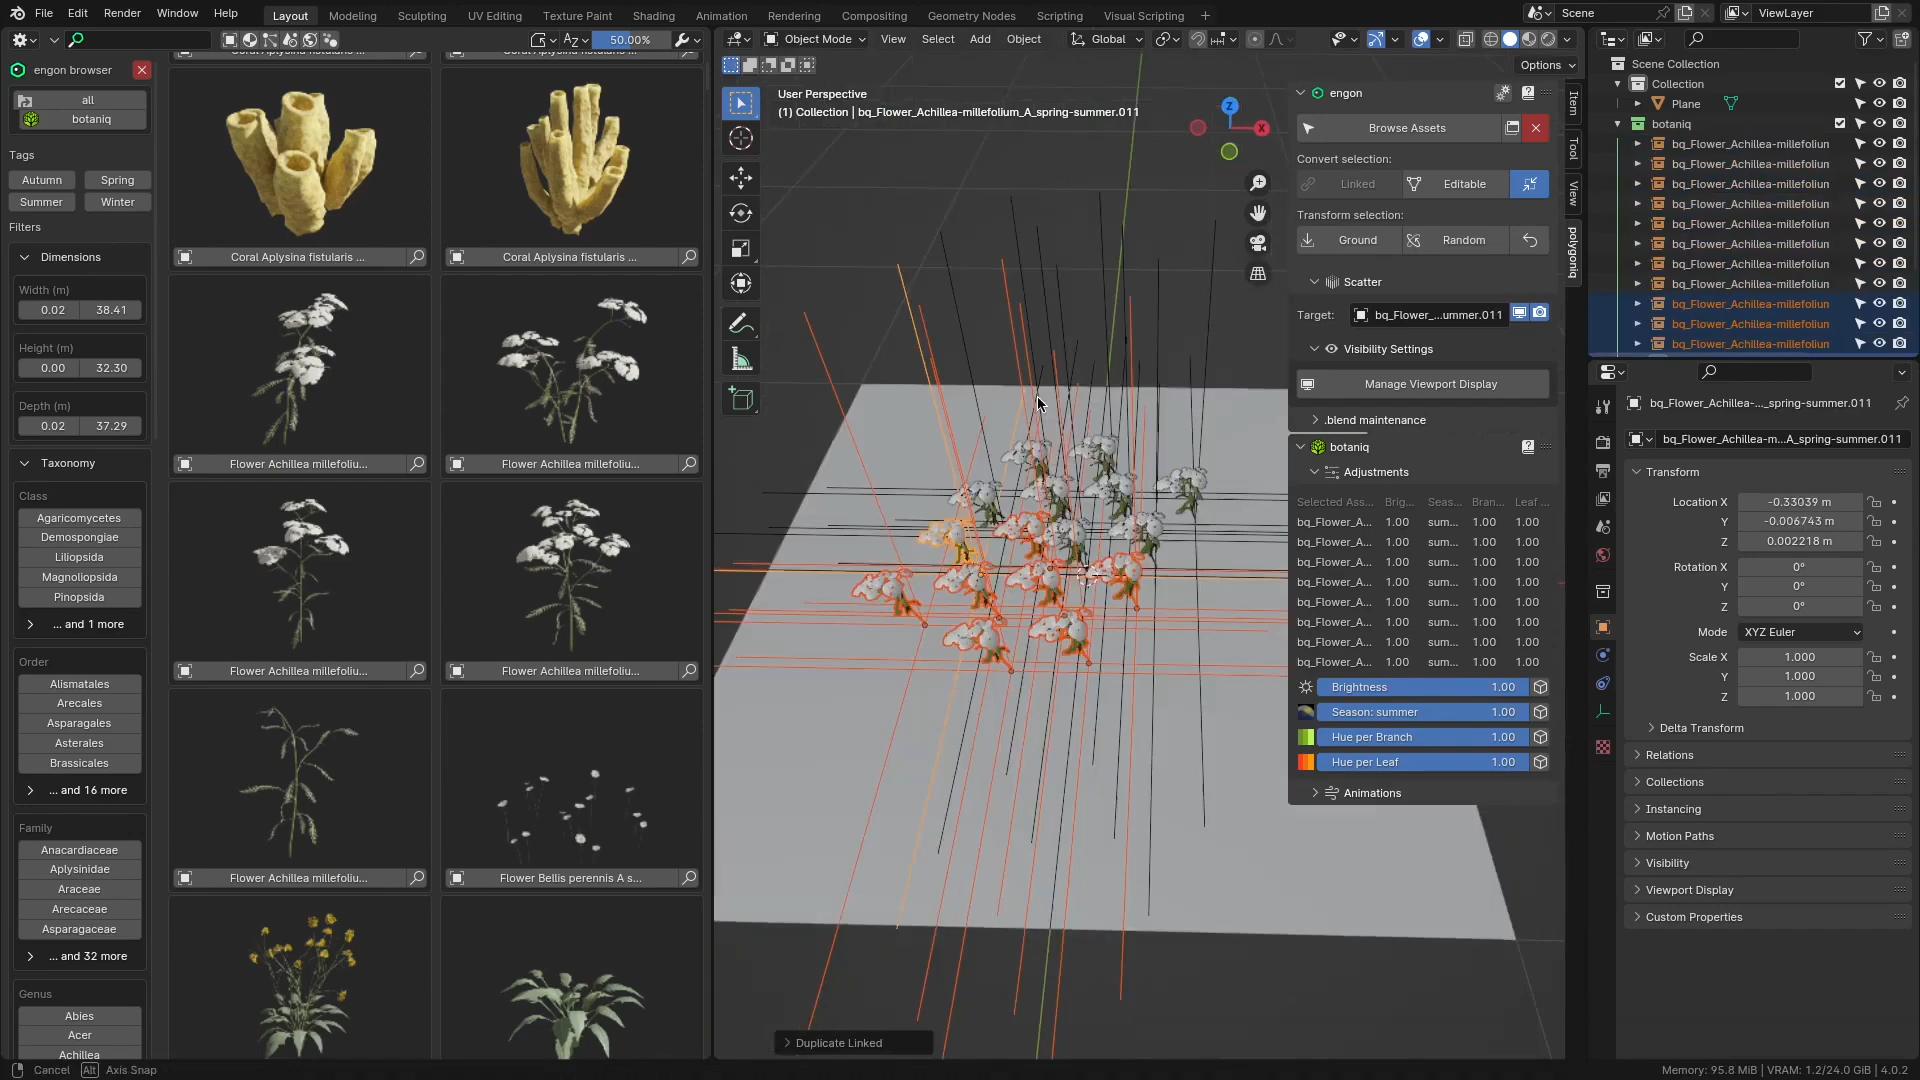 File Edit Render Window Help Layout Modeling Sculpting UV Editing Texture Paint Shading Animation Rendering Compositing Geometry Nodes Scripting Visual Scripting + Scene ViewLayer
50.00% Object Mode View Select Add Object Global
Options
engon browser
all
botaniq
Tags
Autumn Spring
Summer Winter
Filters
Dimensions
Width (m)
0.02 38.41
Height (m)
0.00 32.30
Depth (m)
0.02 37.29
Taxonomy
Class
Agaricomycetes
Demospongiae
Liliopsida
Magnoliopsida
Pinopsida
... and 1 more
Order
Alismatales
Arecales
Asparagales
Asterales
Brassicales
... and 16 more
Family
Anacardiaceae
Aplysinidae
Araceae
Arecaceae
Asparagaceae
... and 32 more
Genus
Abies
Acer
Achillea
Coral Aplysina fistularis ... Coral Aplysina fistularis ...
Coral Aplysina fistularis ... Coral Aplysina fistularis ...
Flower Achillea millefoliu... Flower Achillea millefoliu...
Flower Achillea millefoliu... Flower Achillea millefoliu...
Flower Achillea millefoliu... Flower Bellis perennis A s...
User Perspective
(1) Collection | bq_Flower_Achillea-millefolium_A_spring-summer.011
Z
X
Duplicate Linked
engon
Browse Assets
Convert selection:
Linked Editable
Transform selection:
Ground Random
Scatter
Target: bq_Flower_...ummer.011
Visibility Settings
Manage Viewport Display
.blend maintenance
botaniq
Adjustments
Selected Ass... Brig... Seas... Bran... Leaf ...
bq_Flower_A... 1.00 sum... 1.00 1.00
bq_Flower_A... 1.00 sum... 1.00 1.00
bq_Flower_A... 1.00 sum... 1.00 1.00
bq_Flower_A... 1.00 sum... 1.00 1.00
bq_Flower_A... 1.00 sum... 1.00 1.00
bq_Flower_A... 1.00 sum... 1.00 1.00
bq_Flower_A... 1.00 sum... 1.00 1.00
bq_Flower_A... 1.00 sum... 1.00 1.00
Brightness 1.00
Season: summer 1.00
Hue per Branch 1.00
Hue per Leaf 1.00
Animations
Item
Tool
View
polygoniq
Scene Collection
Collection
Plane
botaniq
bq_Flower_Achillea-millefoliun
bq_Flower_Achillea-millefoliun
bq_Flower_Achillea-millefoliun
bq_Flower_Achillea-millefoliun
bq_Flower_Achillea-millefoliun
bq_Flower_Achillea-millefoliun
bq_Flower_Achillea-millefoliun
bq_Flower_Achillea-millefoliun
bq_Flower_Achillea-millefoliun
bq_Flower_Achillea-millefoliun
bq_Flower_Achillea-millefoliun
bq_Flower_Achillea-..._spring-summer.011
bq_Flower_Achillea-m...A_spring-summer.011
Transform
Location X -0.33039 m
Y -0.006743 m
Z 0.002218 m
Rotation X 0°
Y 0°
Z 0°
Mode XYZ Euler
Scale X 1.000
Y 1.000
Z 1.000
Delta Transform
Relations
Collections
Instancing
Motion Paths
Visibility
Viewport Display
Custom Properties
Cancel Alt Axis Snap Memory: 95.8 MiB | VRAM: 1.2/24.0 GiB | 4.0.2